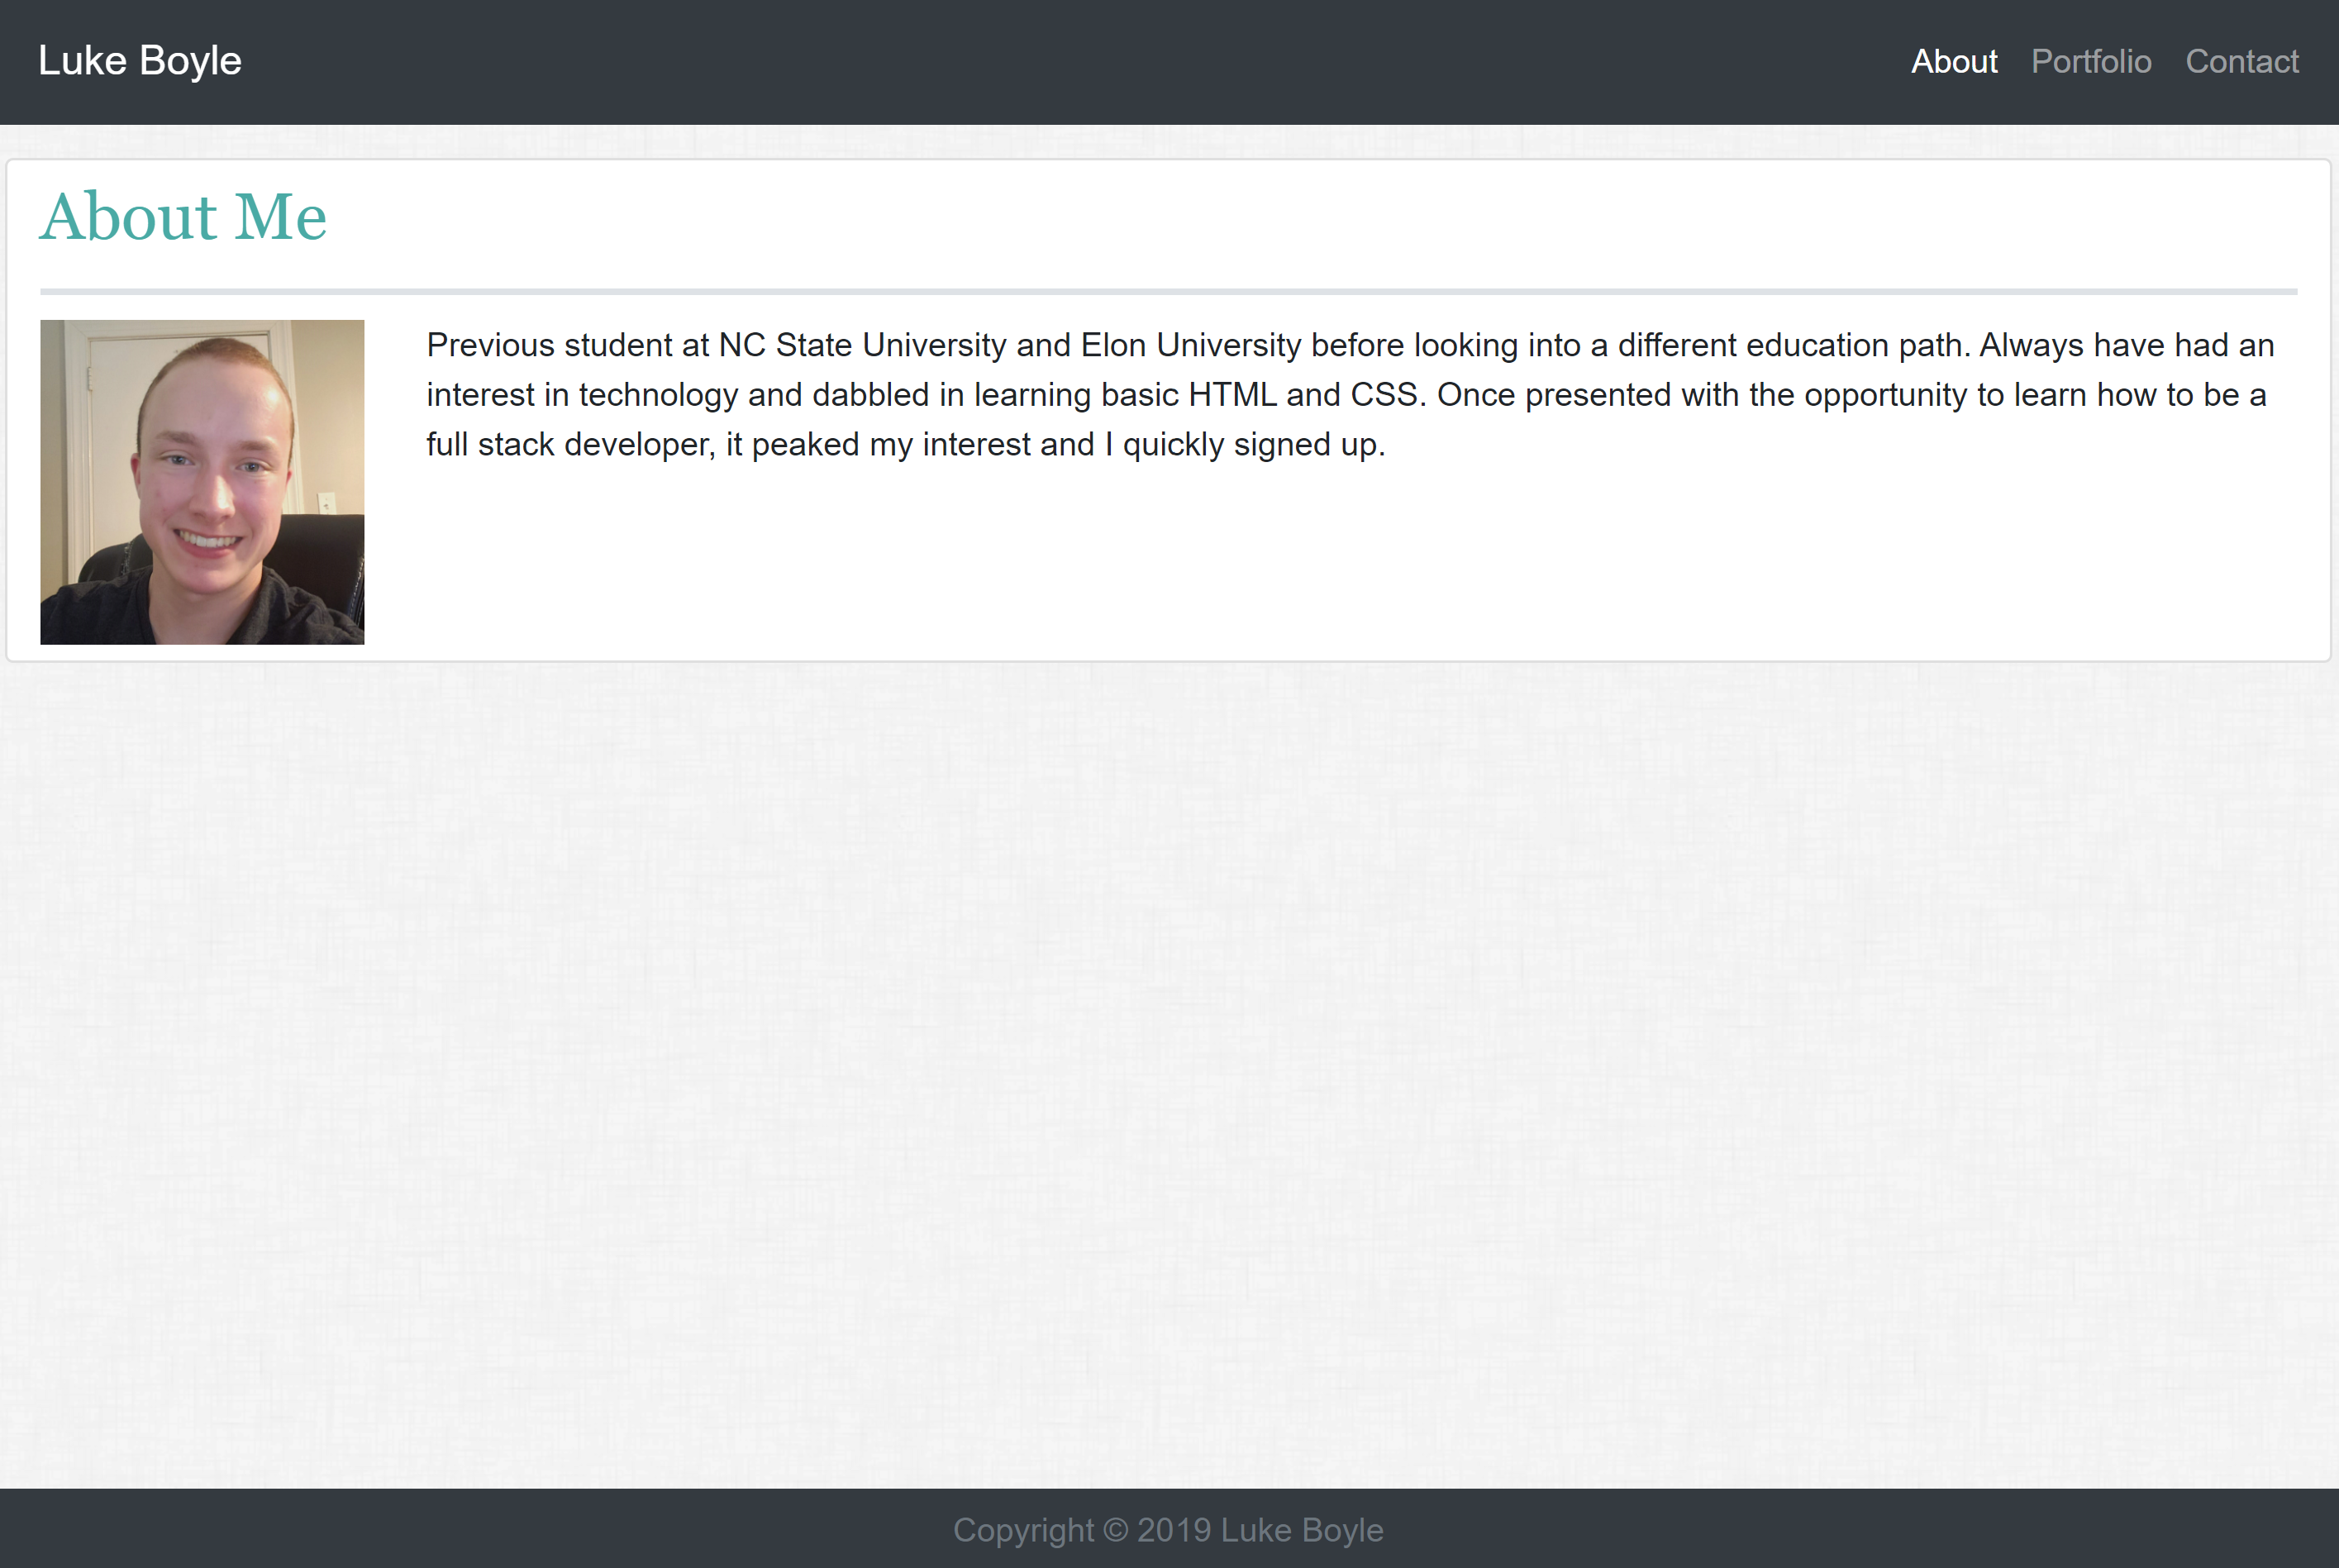 Luke Boyle
About Portfolio Contact
About Me
Previous student at NC State University and Elon University before looking into a different education path. Always have had an
interest in technology and dabbled in learning basic HTML and CSS. Once presented with the opportunity to learn how to be a
full stack developer, it peaked my interest and I quickly signed up.
Copyright © 2019 Luke Boyle